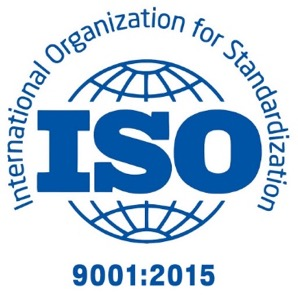 International Organization for Standardization
ISO
9001:2015